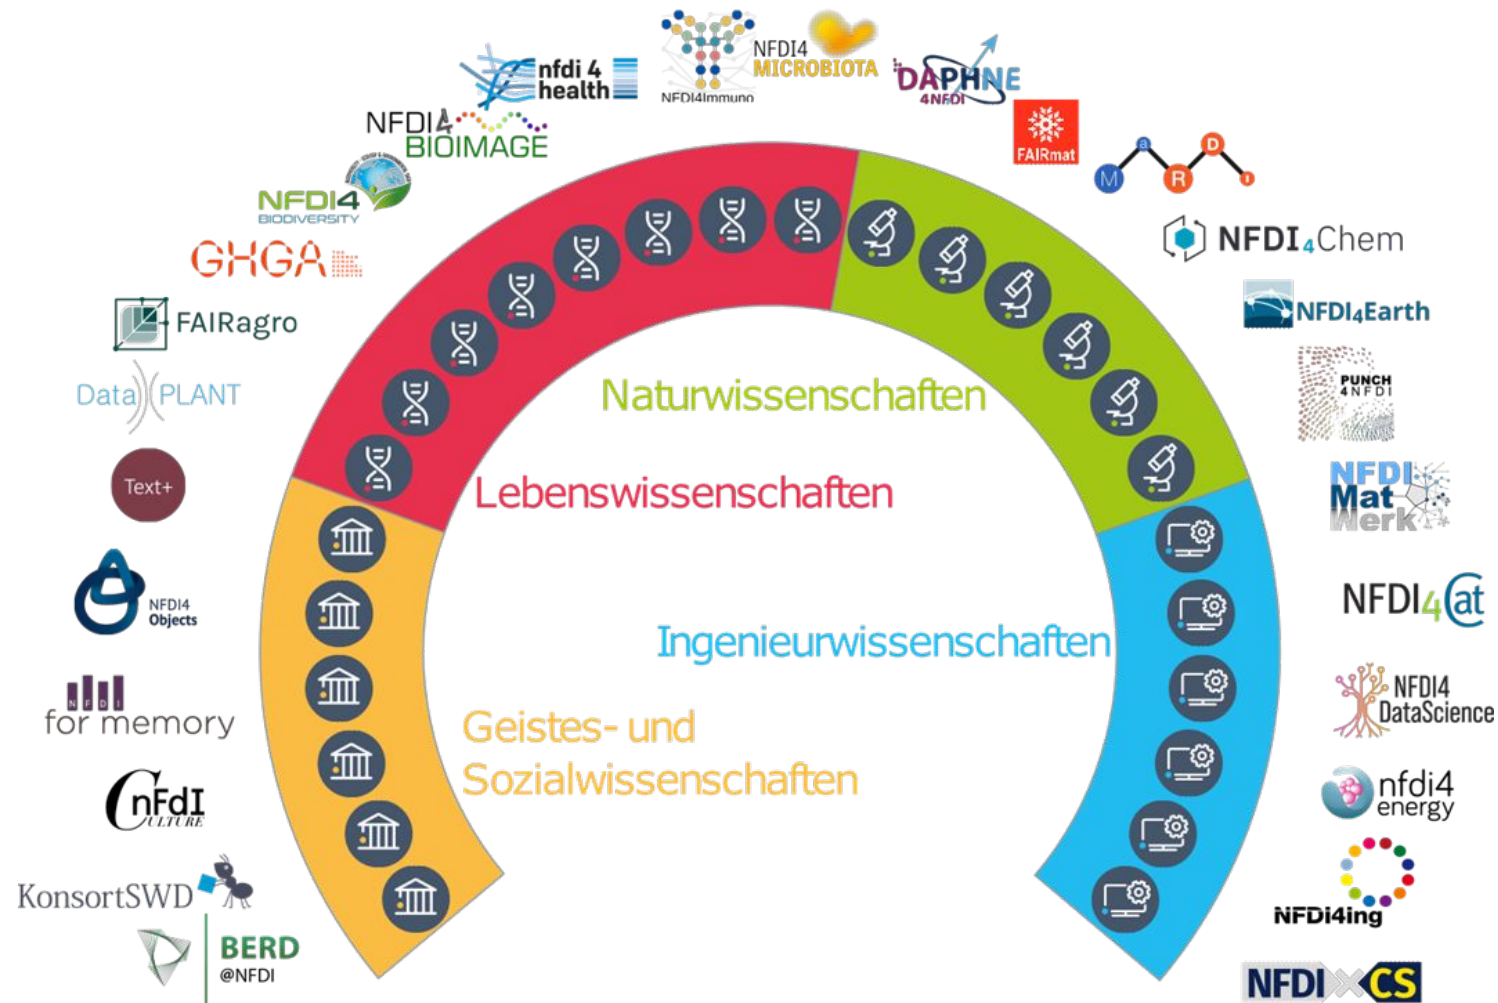 NFDI4Immuno
NFDI4
MICROBIOTA
nfdi 4
health
DAPHNE
4NFDI
NFDI4
BIOIMAGE
FAIRmat
M a R D I
NFDI4
BIODIVERSITY
NFDI4Chem
GHGA
NFDI4Earth
FAIRagro
PUNCH
4NFDI
Data PLANT
Naturwissenschaften
Text+
Lebenswissenschaften
NFDI
Mat
Werk
NFDI4
Objects
NFDI4Cat
Ingenieurwissenschaften
NFDI
for memory
NFDI4
DataScience
Geistes- und
Sozialwissenschaften
nFdI
CULTURE
nfdi4
energy
KonsortSWD
NFDi4ing
BERD
@NFDI
NFDI CS